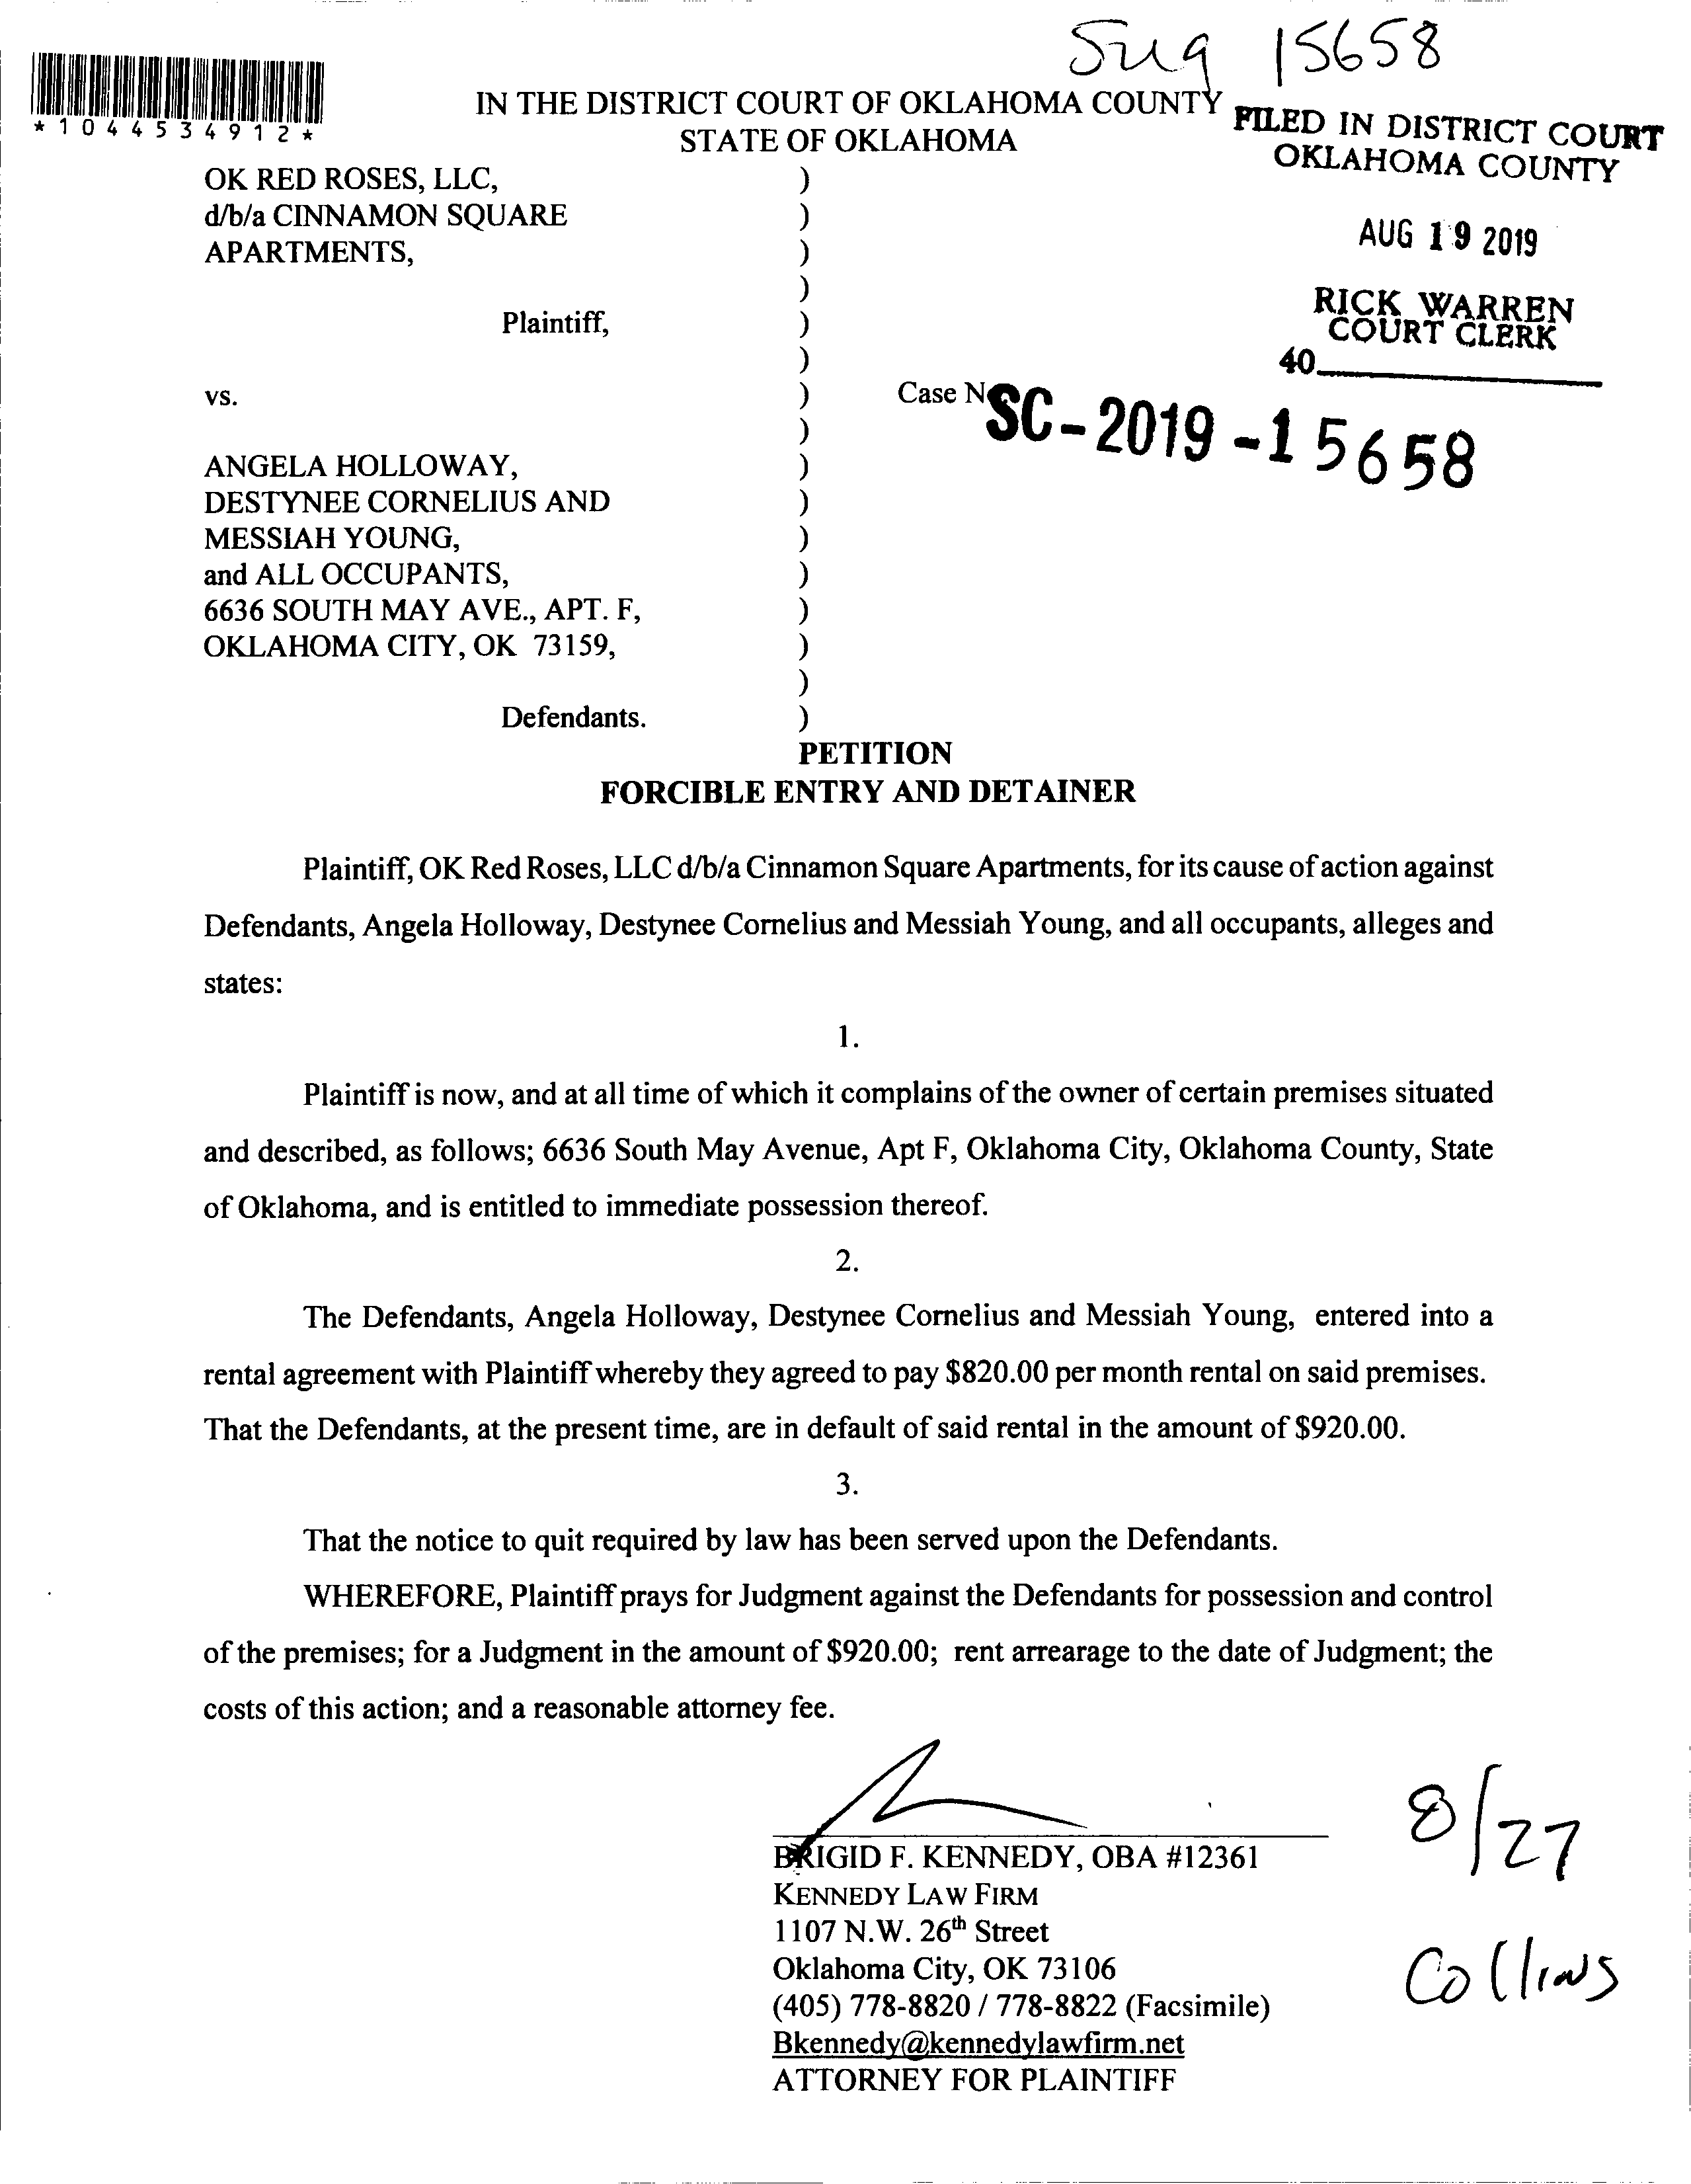 Sug 15658
*1044534912*
IN THE DISTRICT COURT OF OKLAHOMA COUNTY
STATE OF OKLAHOMA
FILED IN DISTRICT COURT
OKLAHOMA COUNTY
AUG 19 2019
RICK WARREN
COURT CLERK
40
OK RED ROSES, LLC, )
d/b/a CINNAMON SQUARE )
APARTMENTS, )
)
Plaintiff, )
)
vs. ) Case No
SC-2019-15658
)
ANGELA HOLLOWAY, )
DESTYNEE CORNELIUS AND )
MESSIAH YOUNG, )
and ALL OCCUPANTS, )
6636 SOUTH MAY AVE., APT. F, )
OKLAHOMA CITY, OK 73159, )
)
Defendants. )
PETITION
FORCIBLE ENTRY AND DETAINER
Plaintiff, OK Red Roses, LLC d/b/a Cinnamon Square Apartments, for its cause of action against
Defendants, Angela Holloway, Destynee Cornelius and Messiah Young, and all occupants, alleges and
states:
1.
Plaintiff is now, and at all time of which it complains of the owner of certain premises situated
and described, as follows; 6636 South May Avenue, Apt F, Oklahoma City, Oklahoma County, State
of Oklahoma, and is entitled to immediate possession thereof.
2.
The Defendants, Angela Holloway, Destynee Cornelius and Messiah Young, entered into a
rental agreement with Plaintiff whereby they agreed to pay $820.00 per month rental on said premises.
That the Defendants, at the present time, are in default of said rental in the amount of $920.00.
3.
That the notice to quit required by law has been served upon the Defendants.
WHEREFORE, Plaintiff prays for Judgment against the Defendants for possession and control
of the premises; for a Judgment in the amount of $920.00; rent arrearage to the date of Judgment; the
costs of this action; and a reasonable attorney fee.
BRIGID F. KENNEDY, OBA #12361
KENNEDY LAW FIRM
1107 N.W. 26th Street
Oklahoma City, OK 73106
(405) 778-8820 / 778-8822 (Facsimile)
Bkennedy@kennedylawfirm.net
ATTORNEY FOR PLAINTIFF
8/27
Collins